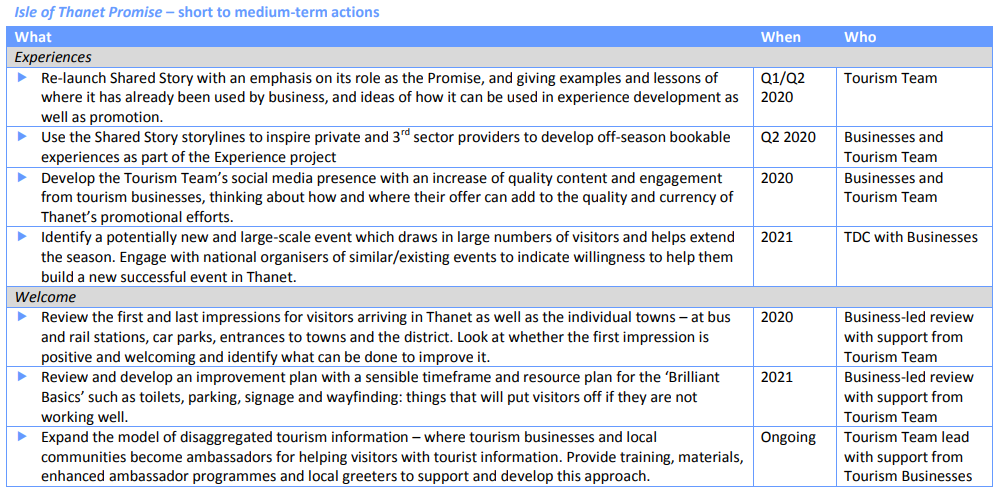 Isle of Thanet Promise – short to medium-term actions
What When Who
Experiences
Re-launch Shared Story with an emphasis on its role as the Promise, and giving examples and lessons of
where it has already been used by business, and ideas of how it can be used in experience development as
well as promotion.
Q1/Q2
2020
Tourism Team
Use the Shared Story storylines to inspire private and 3rd sector providers to develop off-season bookable
experiences as part of the Experience project
Q2 2020
Businesses and
Tourism Team
Develop the Tourism Team's social media presence with an increase of quality content and engagement
from tourism businesses, thinking about how and where their offer can add to the quality and currency of
Thanet's promotional efforts.
2020
Businesses and
Tourism Team
Identify a potentially new and large-scale event which draws in large numbers of visitors and helps extend
the season. Engage with national organisers of similar/existing events to indicate willingness to help them
build a new successful event in Thanet.
2021
TDC with Businesses
Welcome
Review the first and last impressions for visitors arriving in Thanet as well as the individual towns – at bus
and rail stations, car parks, entrances to towns and the district. Look at whether the first impression is
positive and welcoming and identify what can be done to improve it.
2020
Business-led review
with support from
Tourism Team
Review and develop an improvement plan with a sensible timeframe and resource plan for the 'Brilliant
Basics' such as toilets, parking, signage and wayfinding: things that will put visitors off if they are not
working well.
2021
Business-led review
with support from
Tourism Team
Expand the model of disaggregated tourism information – where tourism businesses and local
communities become ambassadors for helping visitors with tourist information. Provide training, materials,
enhanced ambassador programmes and local greeters to support and develop this approach.
Ongoing
Tourism Team lead
with support from
Tourism Businesses